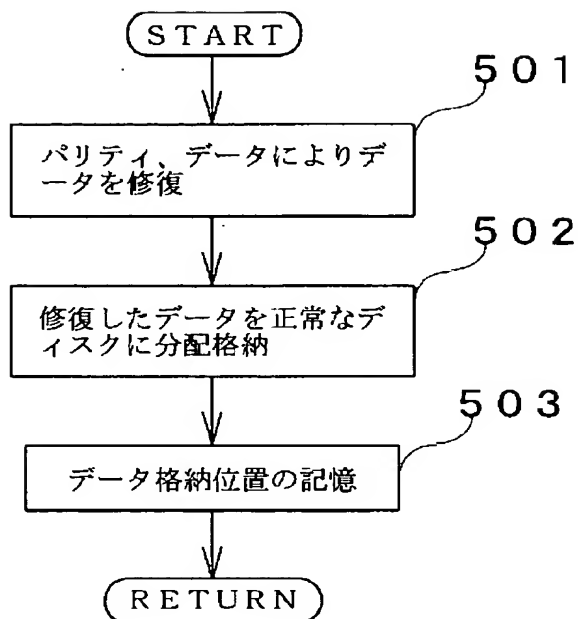 START
501
パリティ、データによりデ
ータを修復
502
修復したデータを正常なデ
ィスクに分配格納
503
データ格納位置の記憶
RETURN